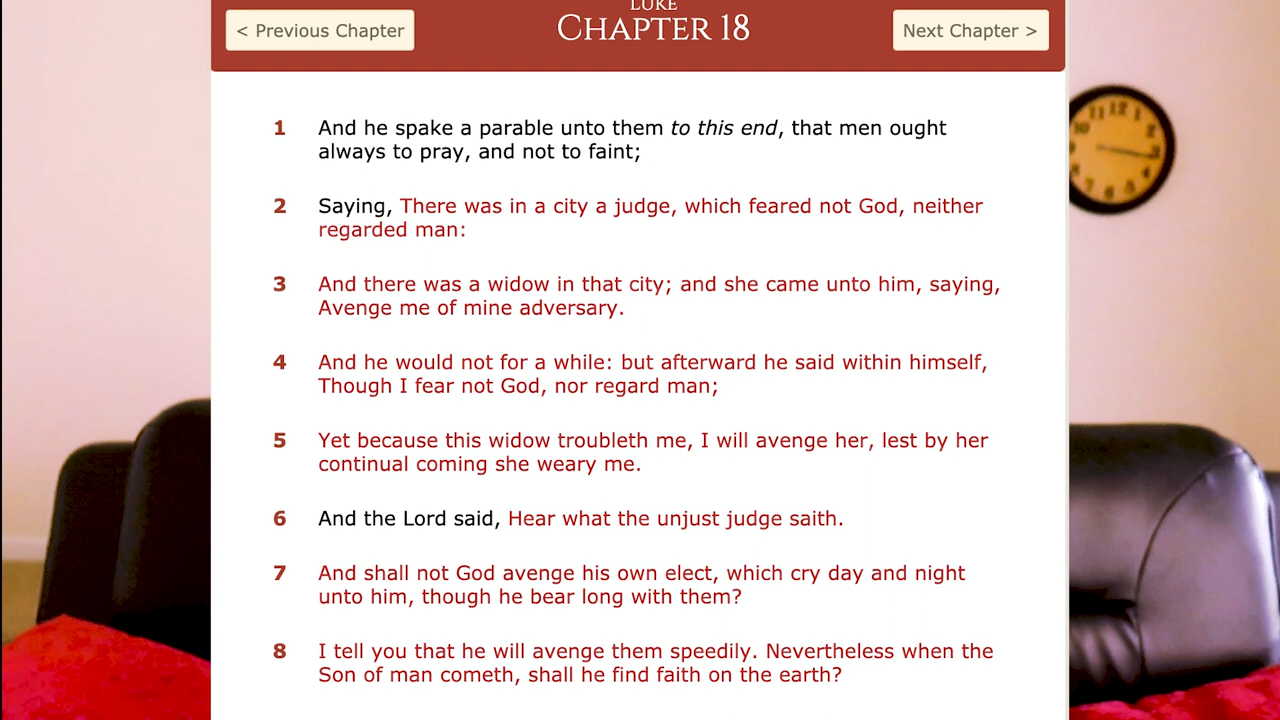 LUKE
< Previous Chapter
CHAPTER 18
Next Chapter >
1 And he spake a parable unto them to this end, that men ought
always to pray, and not to faint;
2 Saying, There was in a city a judge, which feared not God, neither
regarded man:
3 And there was a widow in that city; and she came unto him, saying,
Avenge me of mine adversary.
4 And he would not for a while: but afterward he said within himself,
Though I fear not God, nor regard man;
5 Yet because this widow troubleth me, I will avenge her, lest by her
continual coming she weary me.
6 And the Lord said, Hear what the unjust judge saith.
7 And shall not God avenge his own elect, which cry day and night
unto him, though he bear long with them?
8 I tell you that he will avenge them speedily. Nevertheless when the
Son of man cometh, shall he find faith on the earth?